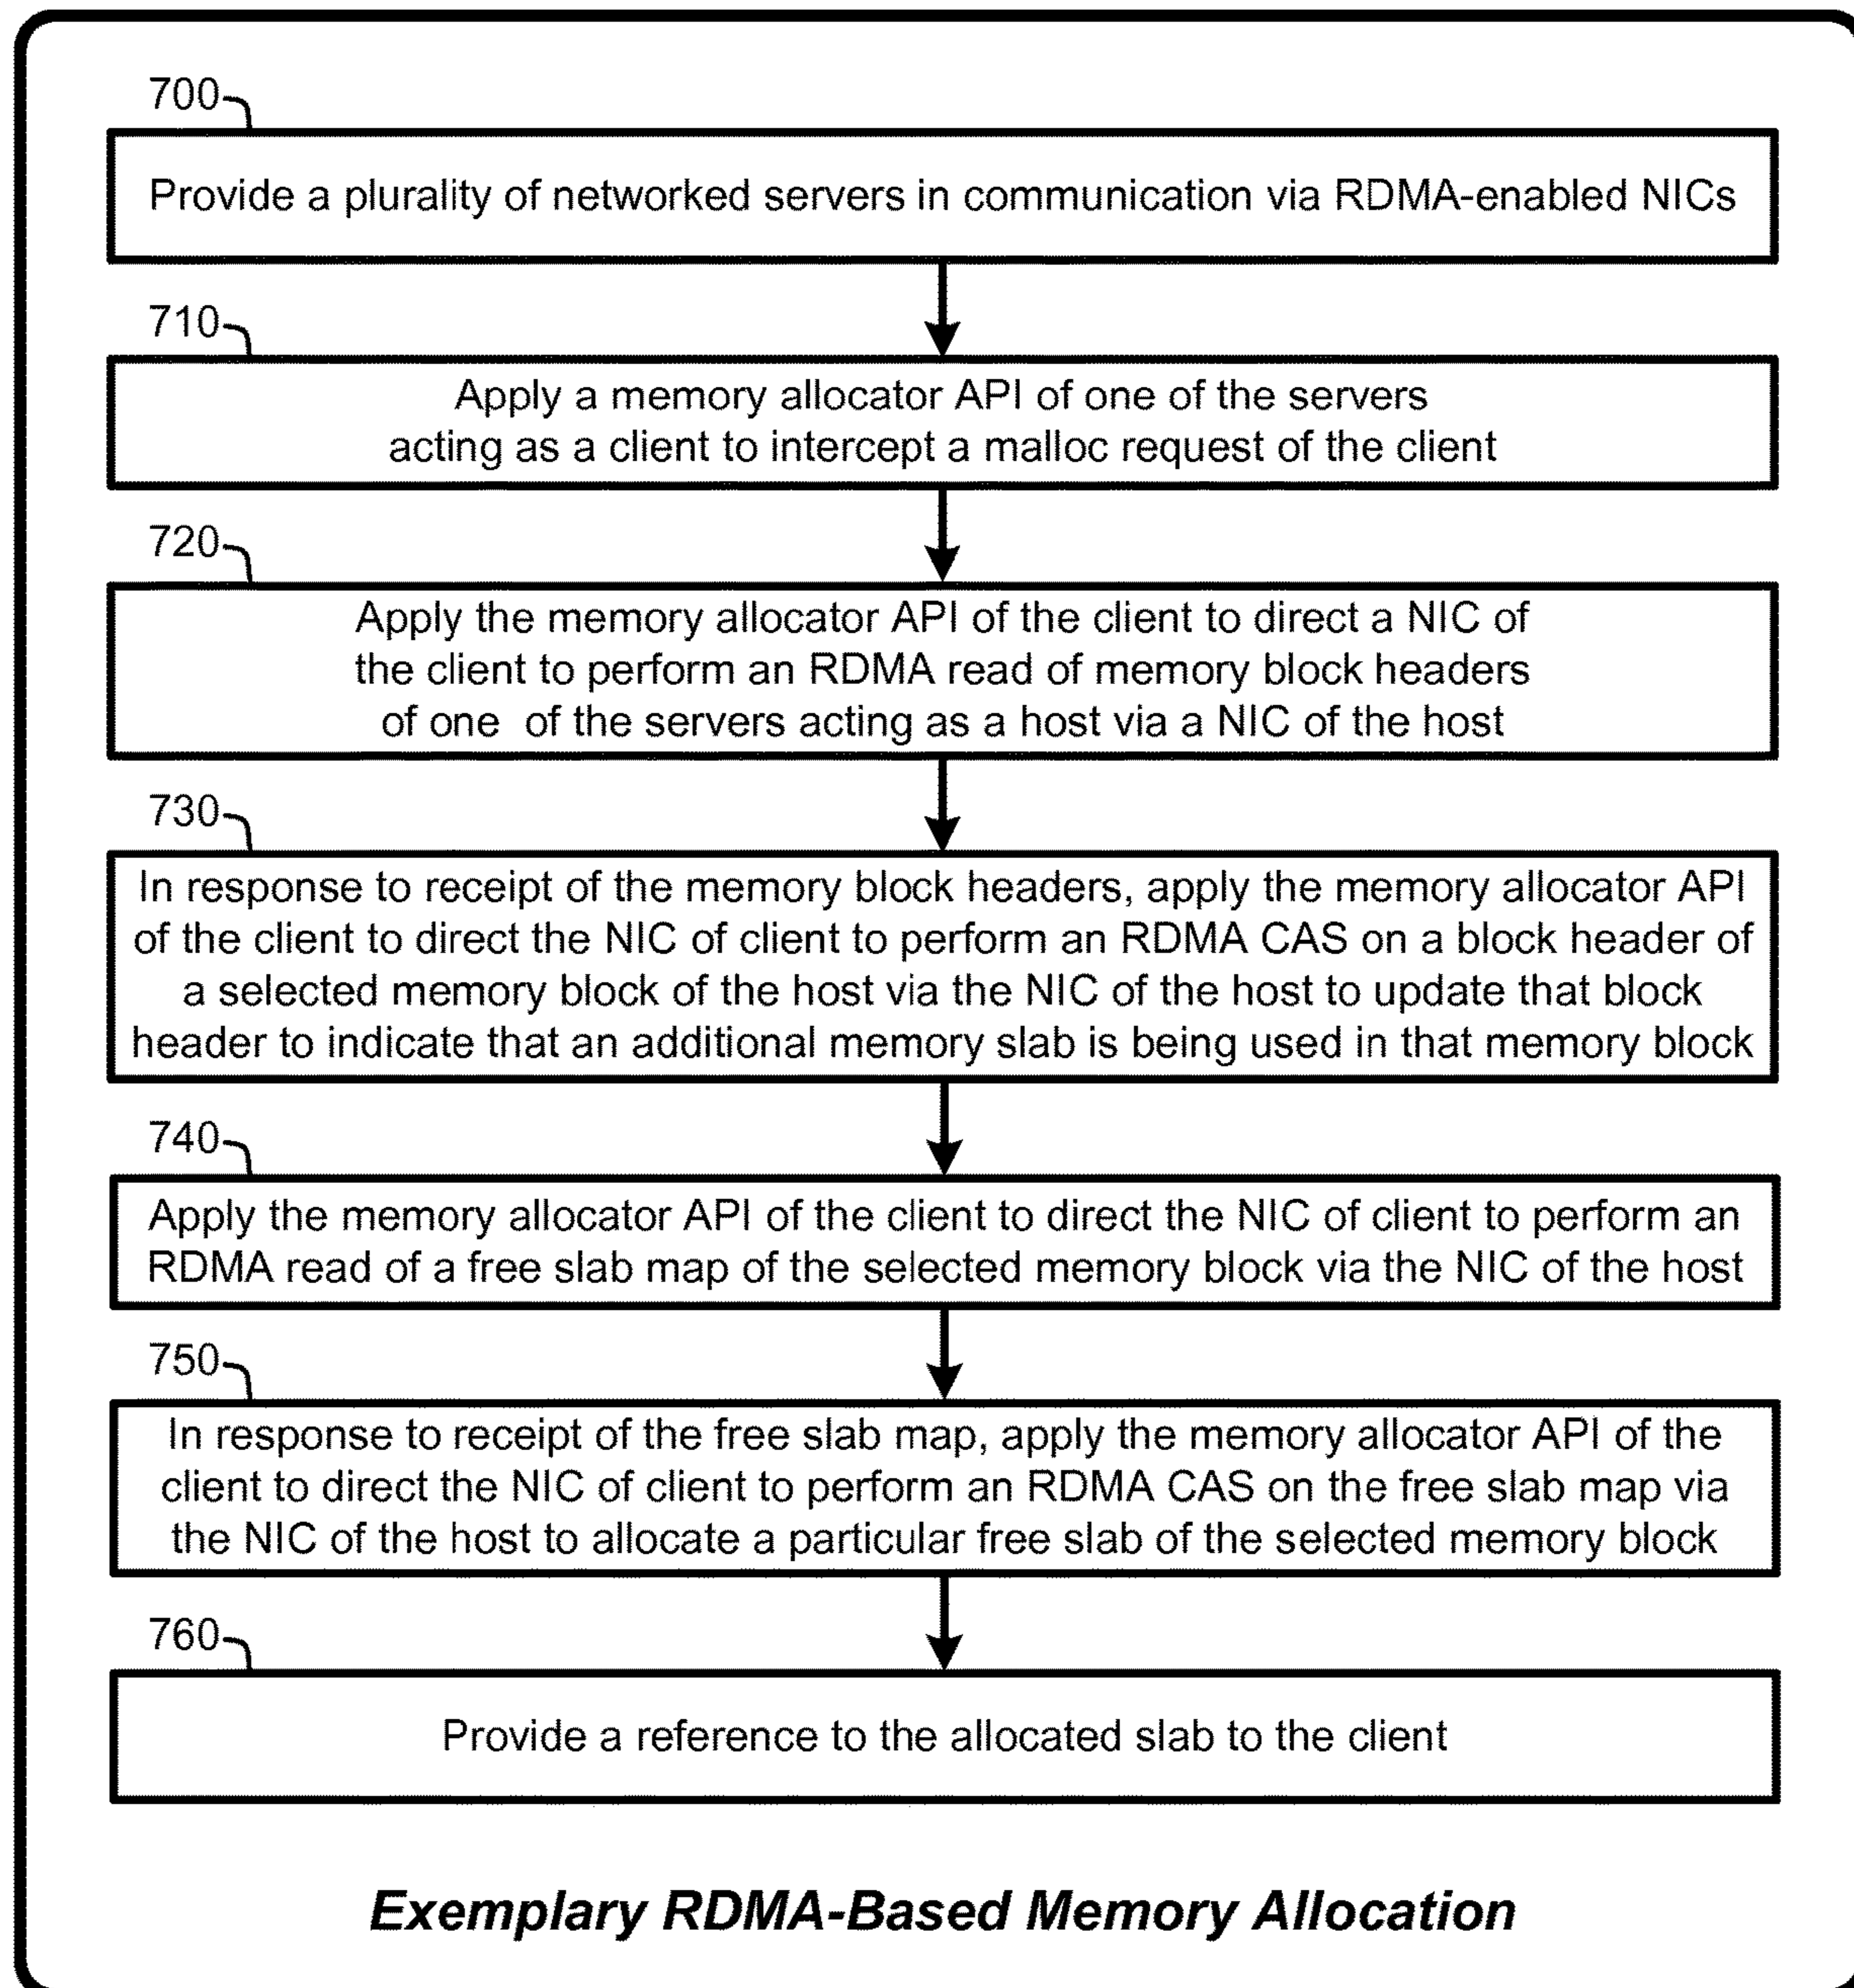 700
Provide a plurality of networked servers in communication via RDMA-enabled NICs
710
Apply a memory allocator API of one of the servers
acting as a client to intercept a malloc request of the client
720
Apply the memory allocator API of the client to direct a NIC of
the client to perform an RDMA read of memory block headers
of one of the servers acting as a host via a NIC of the host
730
In response to receipt of the memory block headers, apply the memory allocator API
of the client to direct the NIC of client to perform an RDMA CAS on a block header of
a selected memory block of the host via the NIC of the host to update that block
header to indicate that an additional memory slab is being used in that memory block
740
Apply the memory allocator API of the client to direct the NIC of client to perform an
RDMA read of a free slab map of the selected memory block via the NIC of the host
750
In response to receipt of the free slab map, apply the memory allocator API of the
client to direct the NIC of client to perform an RDMA CAS on the free slab map via
the NIC of the host to allocate a particular free slab of the selected memory block
760
Provide a reference to the allocated slab to the client
Exemplary RDMA-Based Memory Allocation